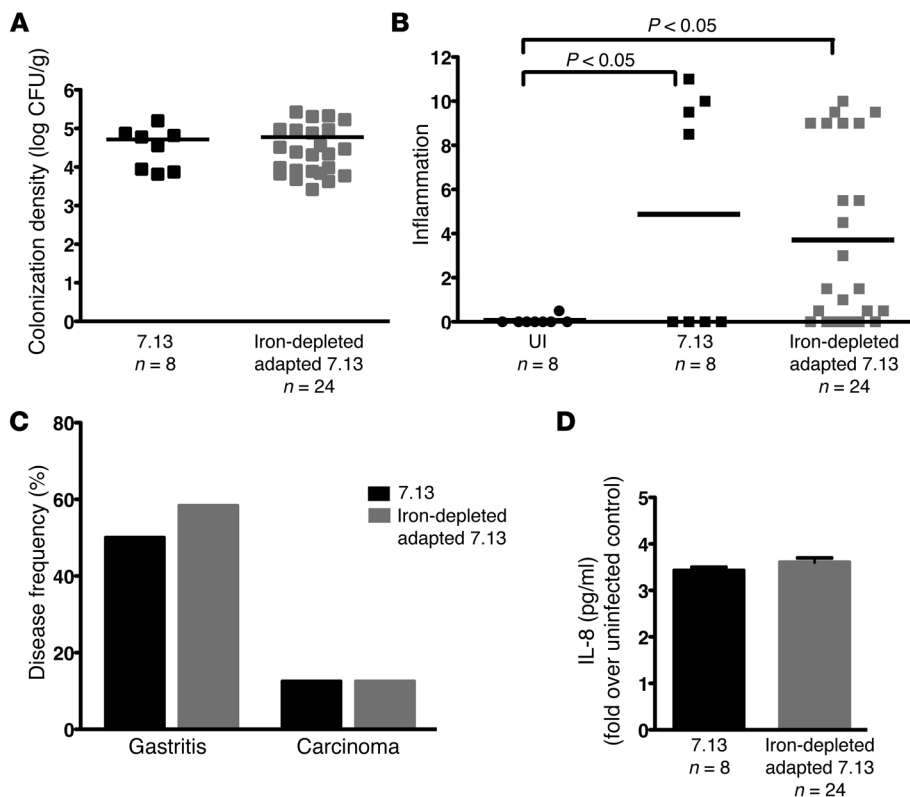 A
Colonization density (log CFU/g)
6
5
4
3
2
1
0
7.13
n = 8
Iron-depleted
adapted 7.13
n = 24
B
P < 0.05
P < 0.05
Inflammation
12
10
8
6
4
2
0
UI
n = 8
7.13
n = 8
Iron-depleted
adapted 7.13
n = 24
C
Disease frequency (%)
80
60
40
20
0
Gastritis
Carcinoma
7.13
Iron-depleted
adapted 7.13
D
IL-8 (pg/ml)
(fold over uninfected control)
5
4
3
2
1
0
7.13
n = 8
Iron-depleted
adapted 7.13
n = 24